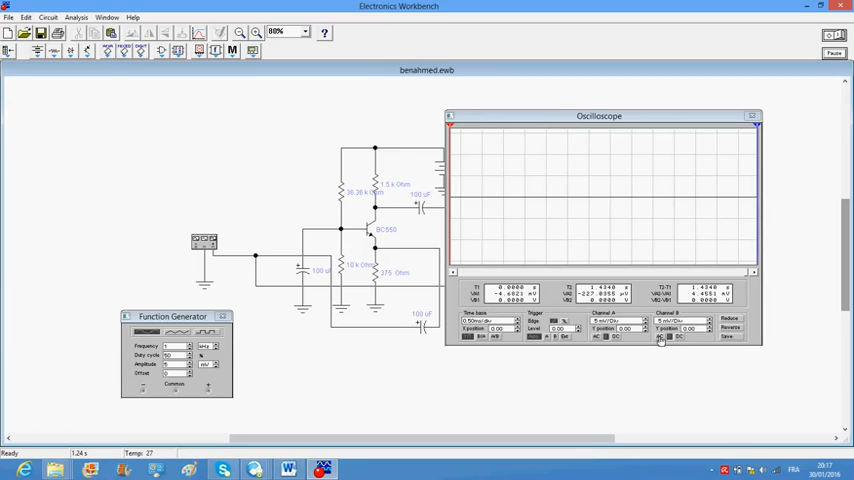 Electronics Workbench
File Edit Circuit Analysis Window Help
80%
?
M
Pause
benahmed.ewb
Oscilloscope
1.5 k Ohm
36.36 k Ohm
100 uF
BC550
10 k Ohm
100 uF
375 Ohm
100 uF
T1 0.0000 s T2 1.4340 s T2-T1 1.4340 s
VA1 -4.6821 mV VA2 -227.0355 µV VA2-VA1 4.4551 mV
VB1 0.0000 V VB2 0.0000 V VB2-VB1 0.0000 V
Time base Trigger Channel A Channel B
0.50ms/div Edge 5 mV/Div 5 mV/Div Reduce
X position 0.00 Level 0.00 Y position 0.00 Y position 0.00 Reverse
Y/T B/A A/B Auto A B Ext AC 0 DC AC 0 DC Save
Function Generator
Frequency 1 kHz
Duty cycle 50 %
Amplitude 5 mV
Offset 0
Common
− +
Ready 1.24 s Temp: 27
FRA
20:17
30/01/2016